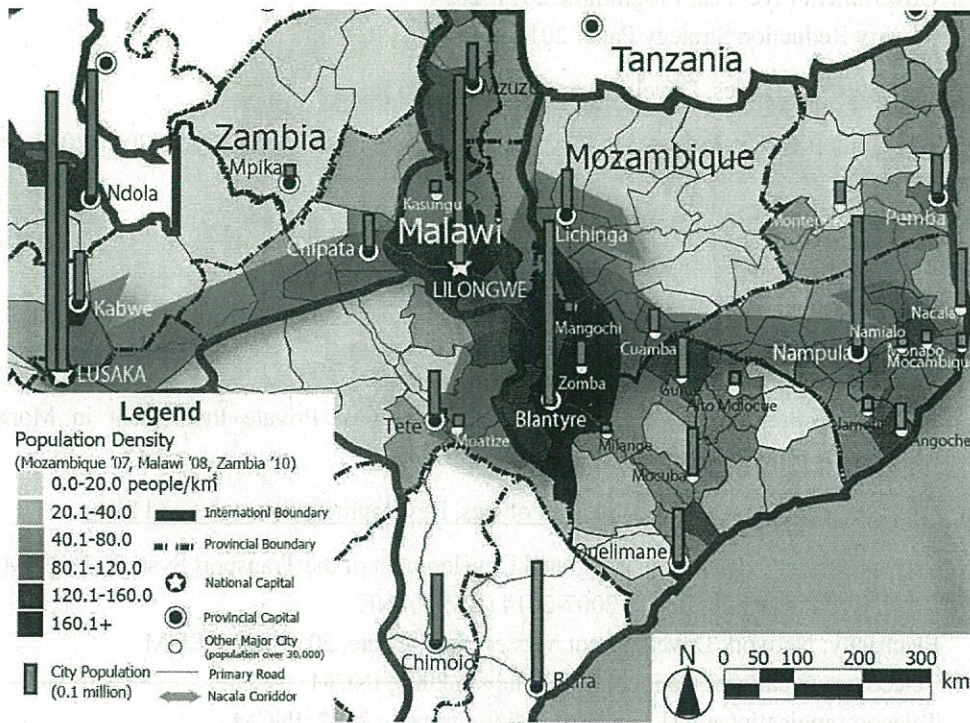 Tanzania
Mzuzu
Zambia
Mpika
Mozambique
Ndola
Kasungu
Montepuez
Pemba
Malawi
Lichinga
Chipata
LILONGWE
Kabwe
Nacala
Mangochi
Cuamba
Namialo
Monapo
Nampula
Mocambique
LUSAKA
Zomba
Gurue
Alto Molocue
Blantyre
Tete
Moatize
Milange
Angoche
Mocuba
Quelimane
Chimoio
Beira
Legend
Population Density
(Mozambique '07, Malawi '08, Zambia '10)
0.0-20.0 people/km²
20.1-40.0
40.1-80.0
80.1-120.0
120.1-160.0
160.1+
City Population
(0.1 million)
Internationl Boundary
Provincial Boundary
National Capital
Provincial Capital
Other Major City
(population over 30,000)
Primary Road
Nacala Coriddor
N
0 50 100 200 300
km